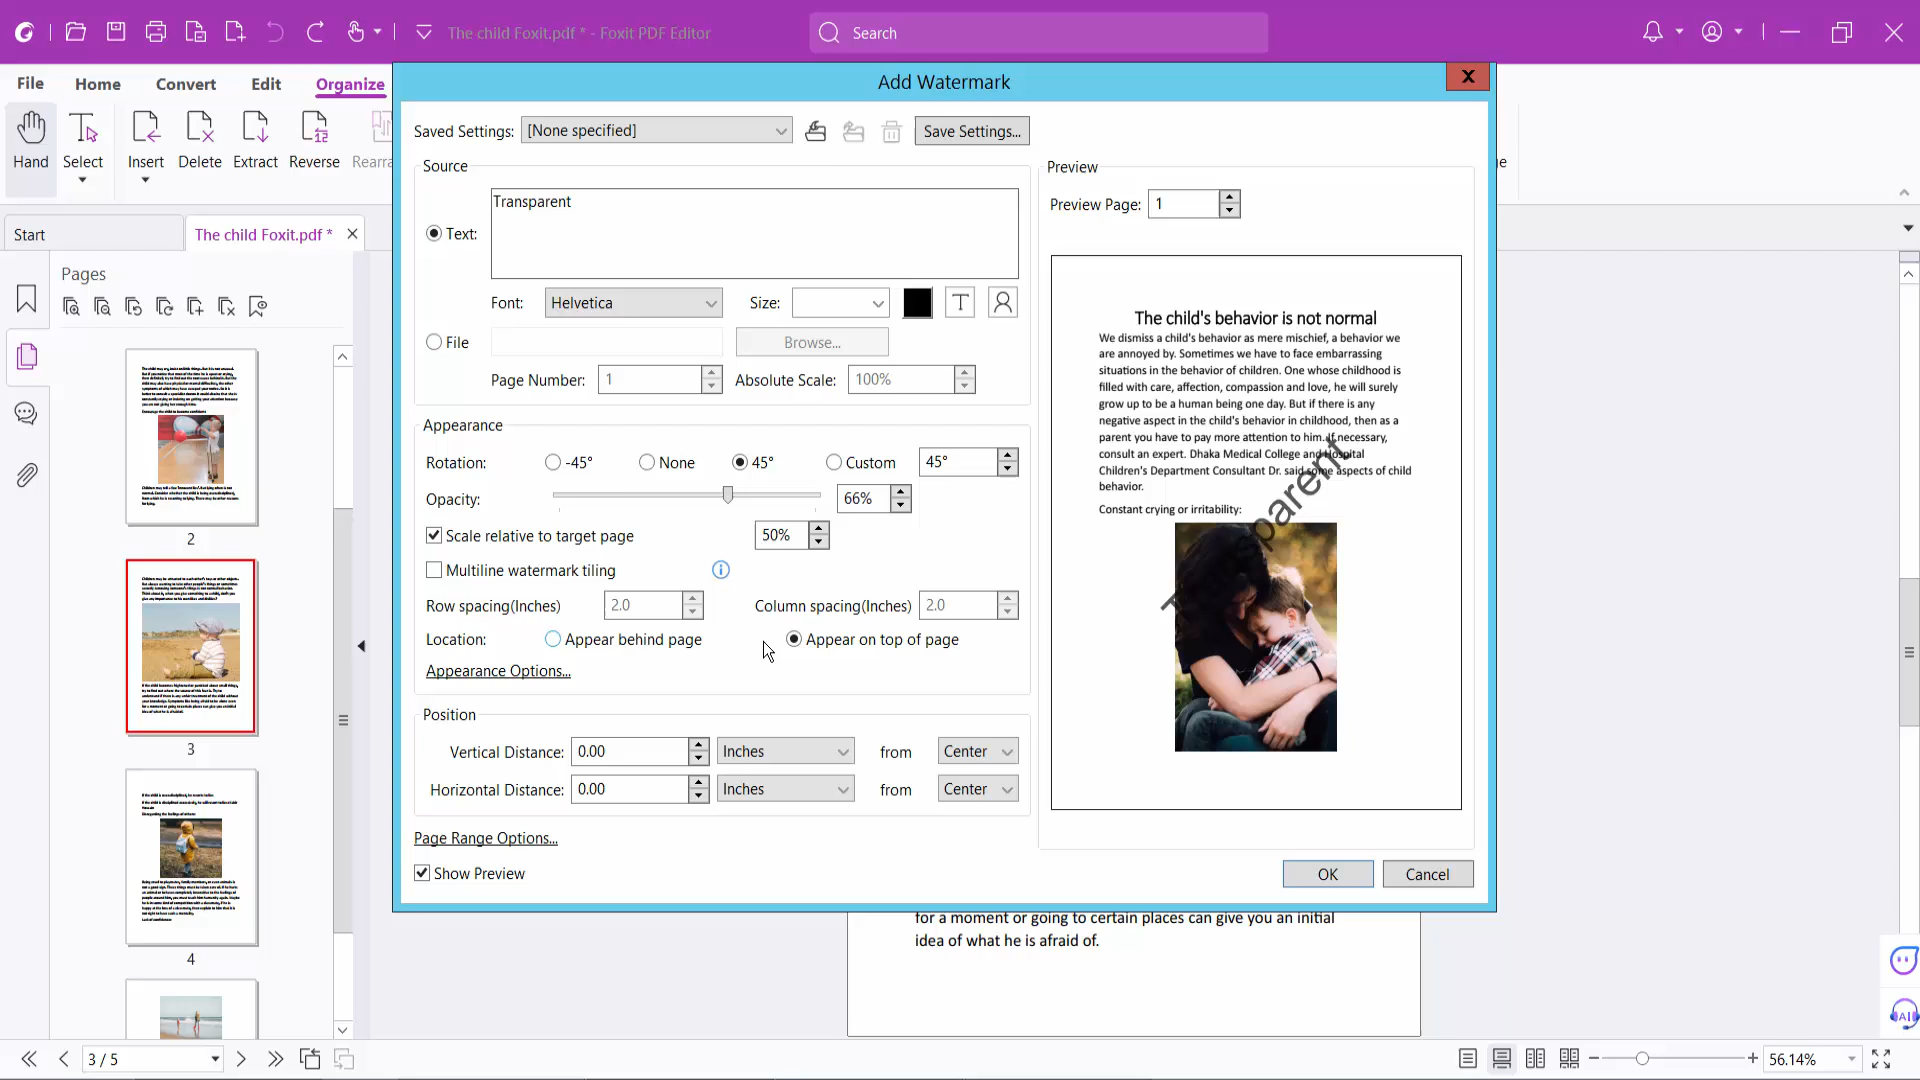 The child Foxit.pdf * - Foxit PDF Editor
Search
File
Home
Convert
Edit
Organize
Hand
Select
Insert
Delete
Extract
Reverse
Start
The child Foxit.pdf *
Pages
2
3
4
3 / 5
Add Watermark
Saved Settings:
[None specified]
Save Settings...
Source
Text:
Transparent
Font:
Helvetica
Size:
File
Browse...
Page Number:
1
Absolute Scale:
100%
Appearance
Rotation:
-45°
None
45°
Custom
45°
Opacity:
66%
Scale relative to target page
50%
Multiline watermark tiling
Row spacing(Inches)
2.0
Column spacing(Inches)
2.0
Location:
Appear behind page
Appear on top of page
Appearance Options...
Position
Vertical Distance:
0.00
Inches
from
Center
Horizontal Distance:
0.00
Inches
from
Center
Page Range Options...
Show Preview
Preview
Preview Page:
1
The child's behavior is not normal
We dismiss a child's behavior as mere mischief, a behavior we
are annoyed by. Sometimes we have to face embarrassing
situations in the behavior of children. One whose childhood is
filled with care, affection, compassion and love, he will surely
grow up to be a human being one day. But if there is any
negative aspect in the child's behavior in childhood, then as a
parent you have to pay more attention to him. If necessary,
consult an expert. Dhaka Medical College and Hospital
Children's Department Consultant Dr. said some aspects of child
behavior.
Constant crying or irritability:
OK
Cancel
for a moment or going to certain places can give you an initial
idea of what he is afraid of.
AI
56.14%